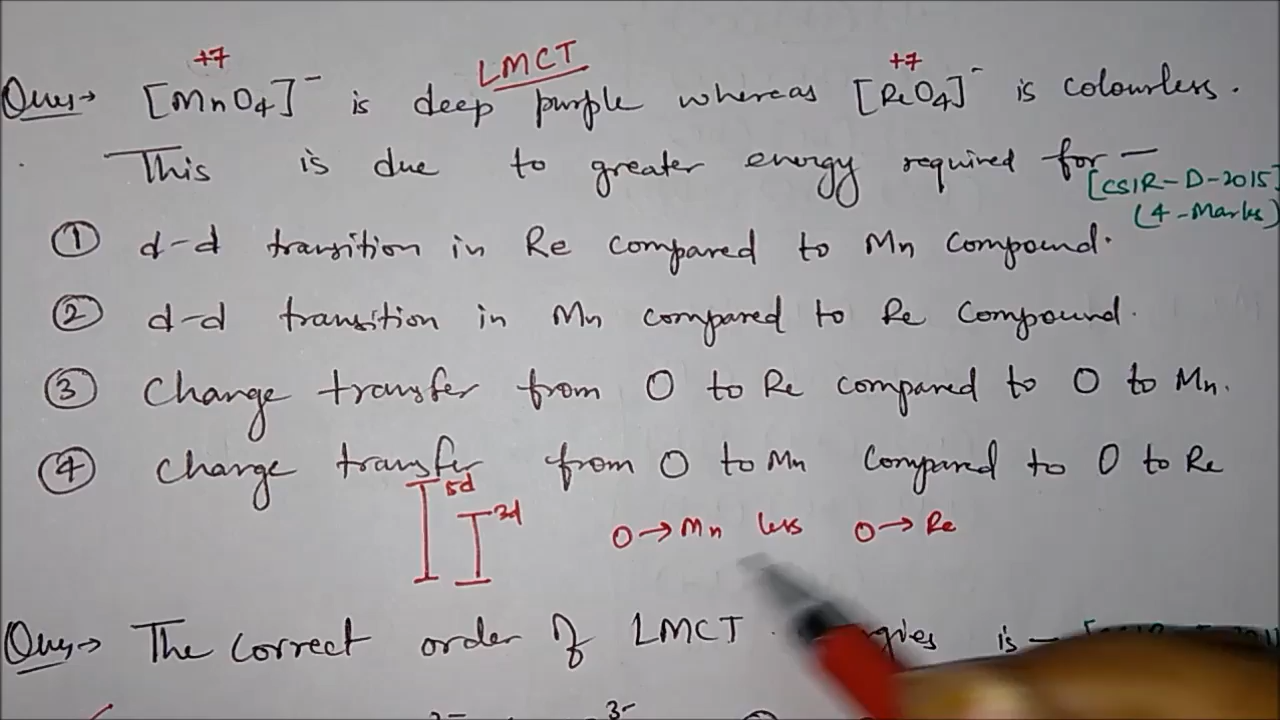 +7 LMCT +7
Ques→ [MnO4]⁻ is deep purple whereas [ReO4]⁻ is colourless.
This is due to greater energy required for —
[CSIR-D-2015]
(4-Marks)
① d-d transition in Re compared to Mn compound.
② d-d transition in Mn compared to Re compound.
③ Change transfer from O to Re compared to O to Mn.
④ Change transfer from O to Mn compared to O to Re
5d
3d
O→Mn less O→Re
Ques→ The correct order of LMCT is —
3-